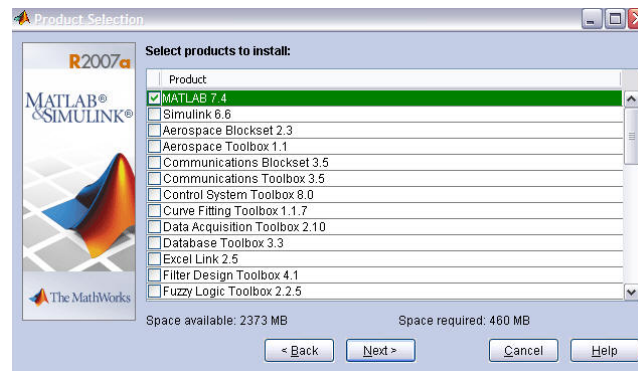 Product Selection
R2007a
MATLAB®
&SIMULINK®
The MathWorks
Select products to install:
Product
MATLAB 7.4
Simulink 6.6
Aerospace Blockset 2.3
Aerospace Toolbox 1.1
Communications Blockset 3.5
Communications Toolbox 3.5
Control System Toolbox 8.0
Curve Fitting Toolbox 1.1.7
Data Acquisition Toolbox 2.10
Database Toolbox 3.3
Excel Link 2.5
Filter Design Toolbox 4.1
Fuzzy Logic Toolbox 2.2.5
Space available: 2373 MB Space required: 460 MB
< Back Next > Cancel Help